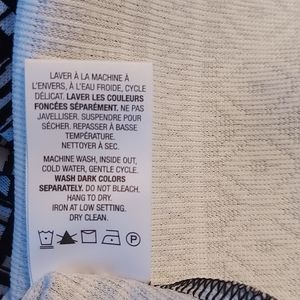 LAVER À LA MACHINE À
L'ENVERS, À L'EAU FROIDE, CYCLE
DÉLICAT. LAVER LES COULEURS
FONCÉES SÉPARÉMENT. NE PAS
JAVELLISER. SUSPENDRE POUR
SÉCHER. REPASSER À BASSE
TEMPÉRATURE.
NETTOYER À SEC.
MACHINE WASH, INSIDE OUT,
COLD WATER, GENTLE CYCLE.
WASH DARK COLORS
SEPARATELY. DO NOT BLEACH.
HANG TO DRY.
IRON AT LOW SETTING.
DRY CLEAN.
P